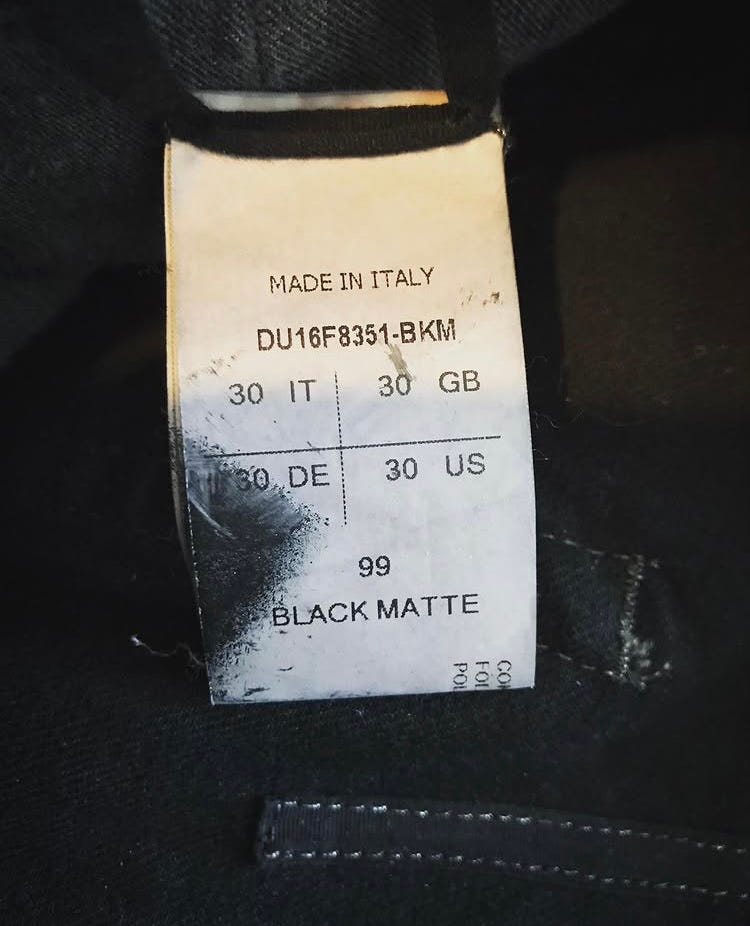 MADE IN ITALY
DU16F8351-BKM
30 IT 30 GB
30 DE 30 US
99
BLACK MATTE